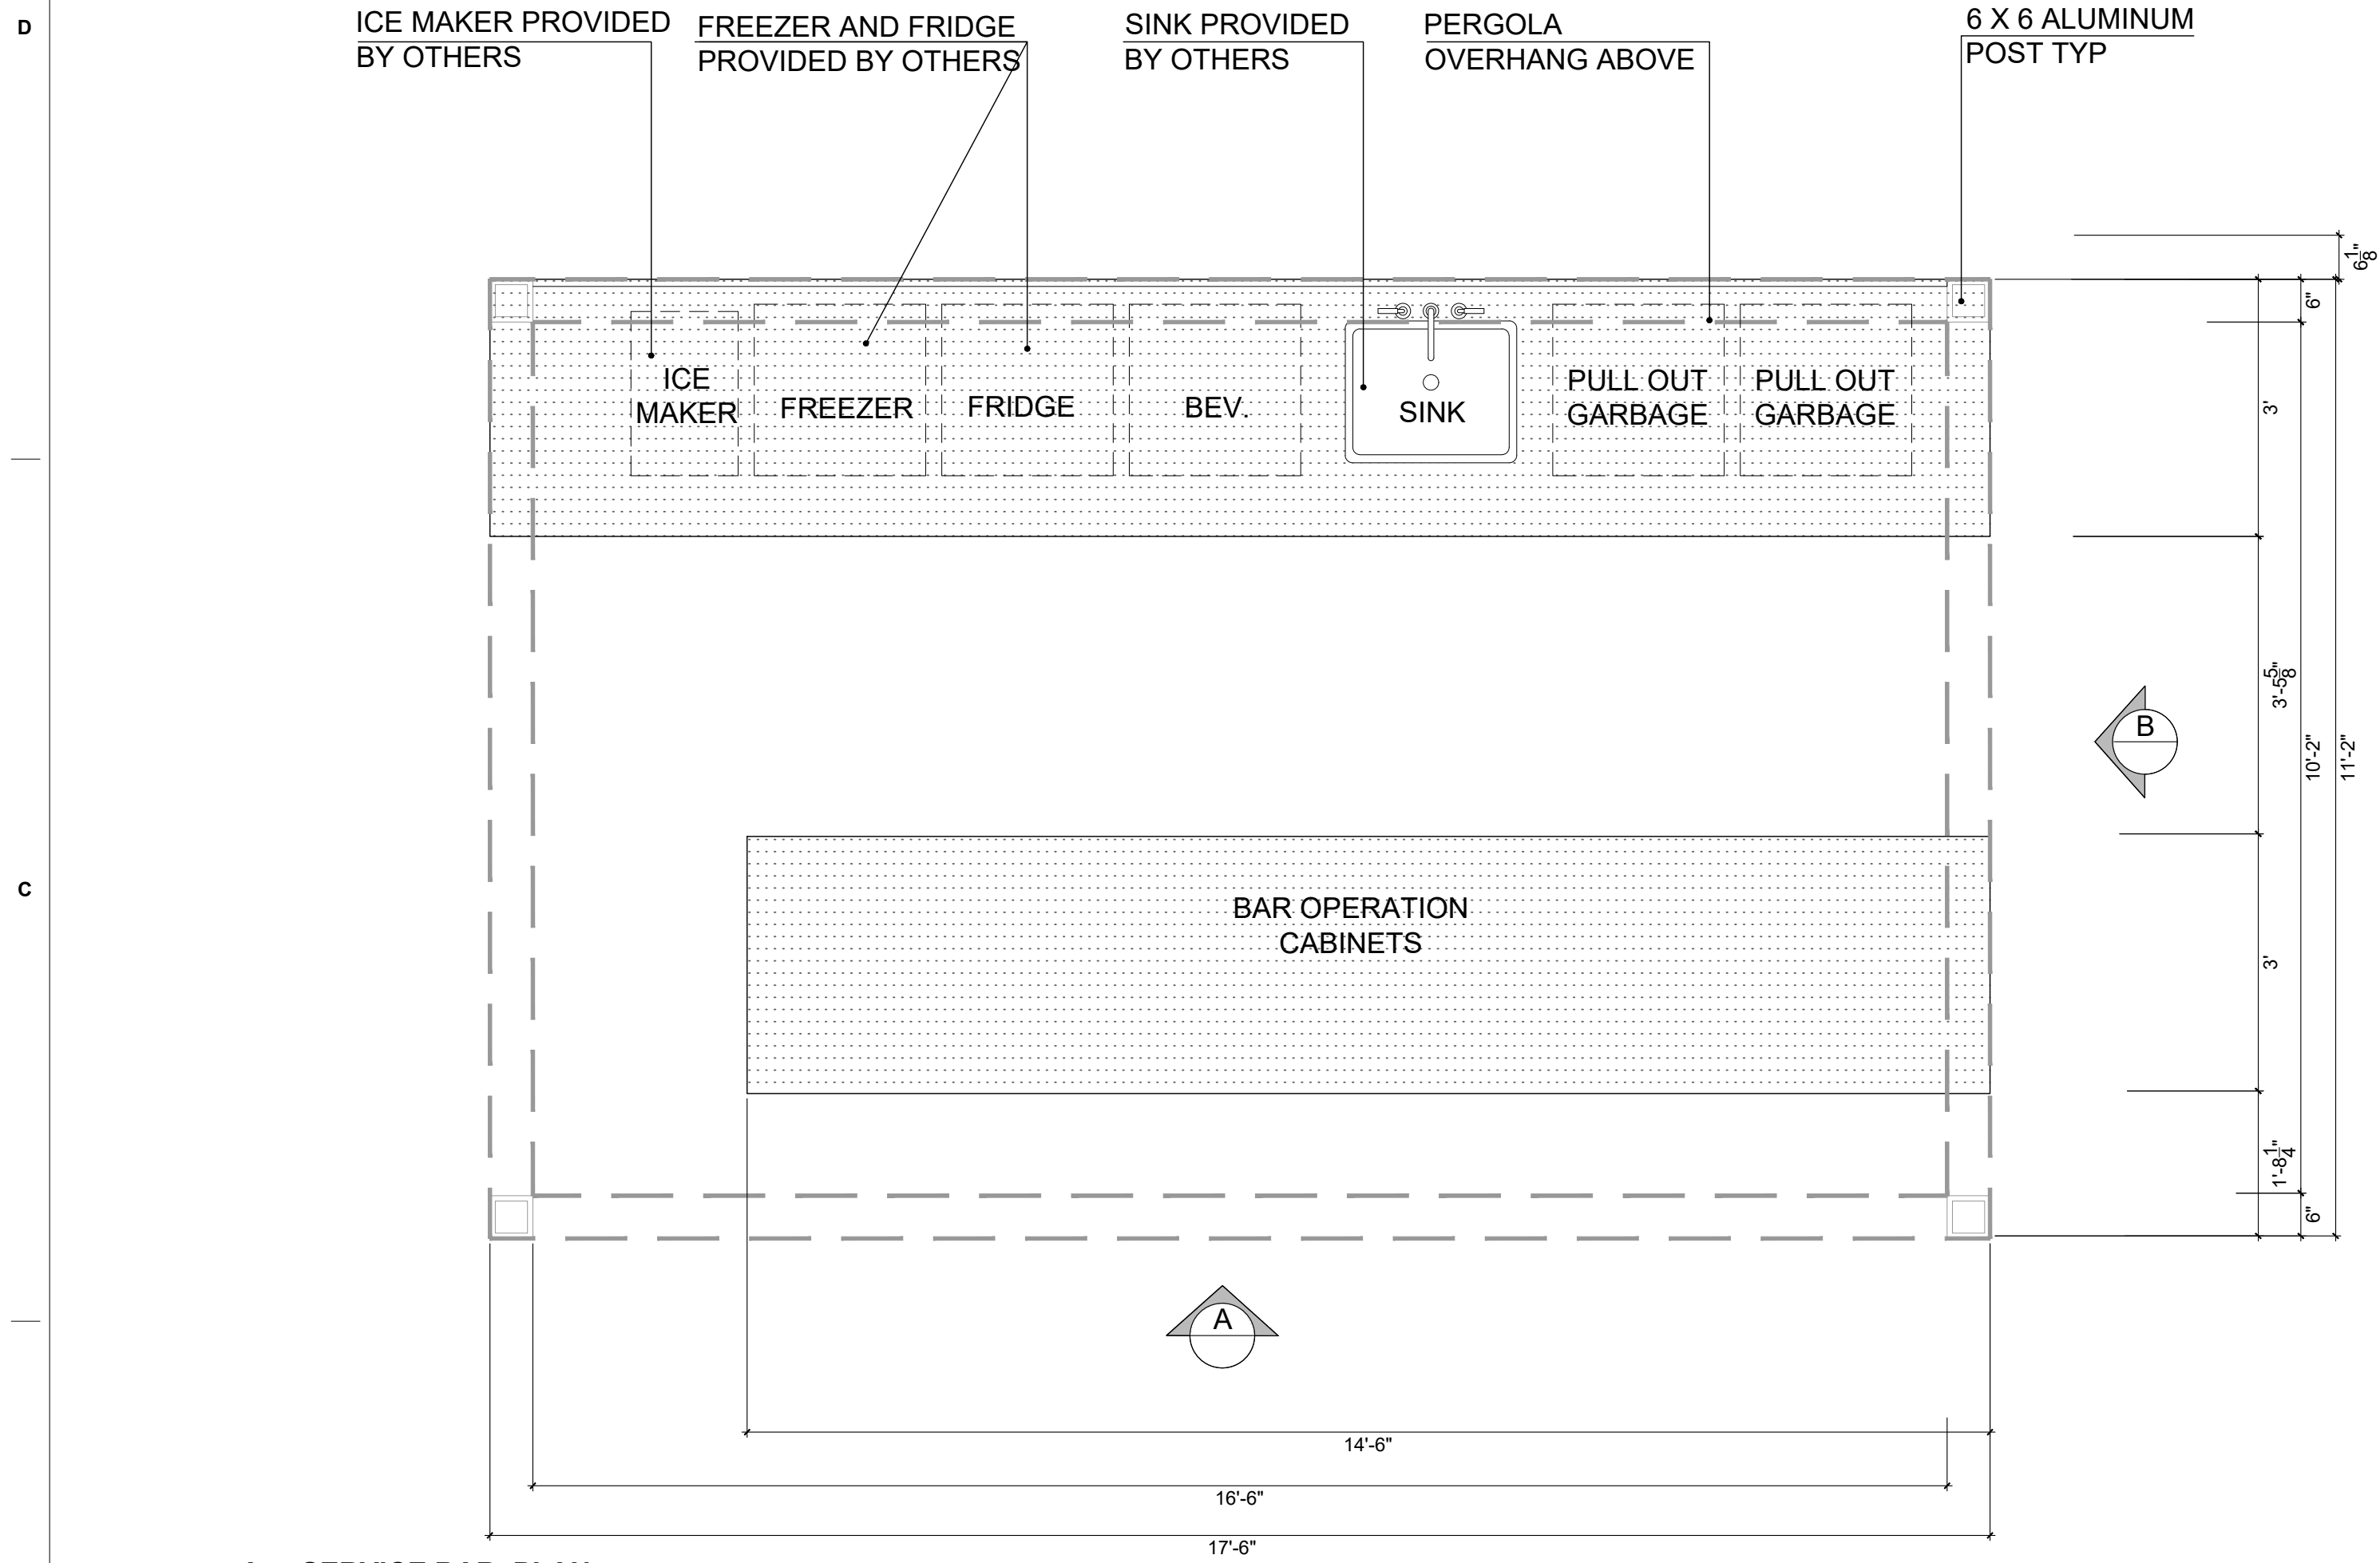 D
ICE MAKER PROVIDED
BY OTHERS
FREEZER AND FRIDGE
PROVIDED BY OTHERS
SINK PROVIDED
BY OTHERS
PERGOLA
OVERHANG ABOVE
6 X 6 ALUMINUM
POST TYP
6 1/8"
6"
3'
ICE
MAKER
FREEZER
FRIDGE
BEV.
SINK
PULL OUT
GARBAGE
PULL OUT
GARBAGE
3'-5 5/8"
B
10'-2"
11'-2"
C
BAR OPERATION
CABINETS
3'
1'-8 1/4"
6"
A
14'-6"
16'-6"
17'-6"